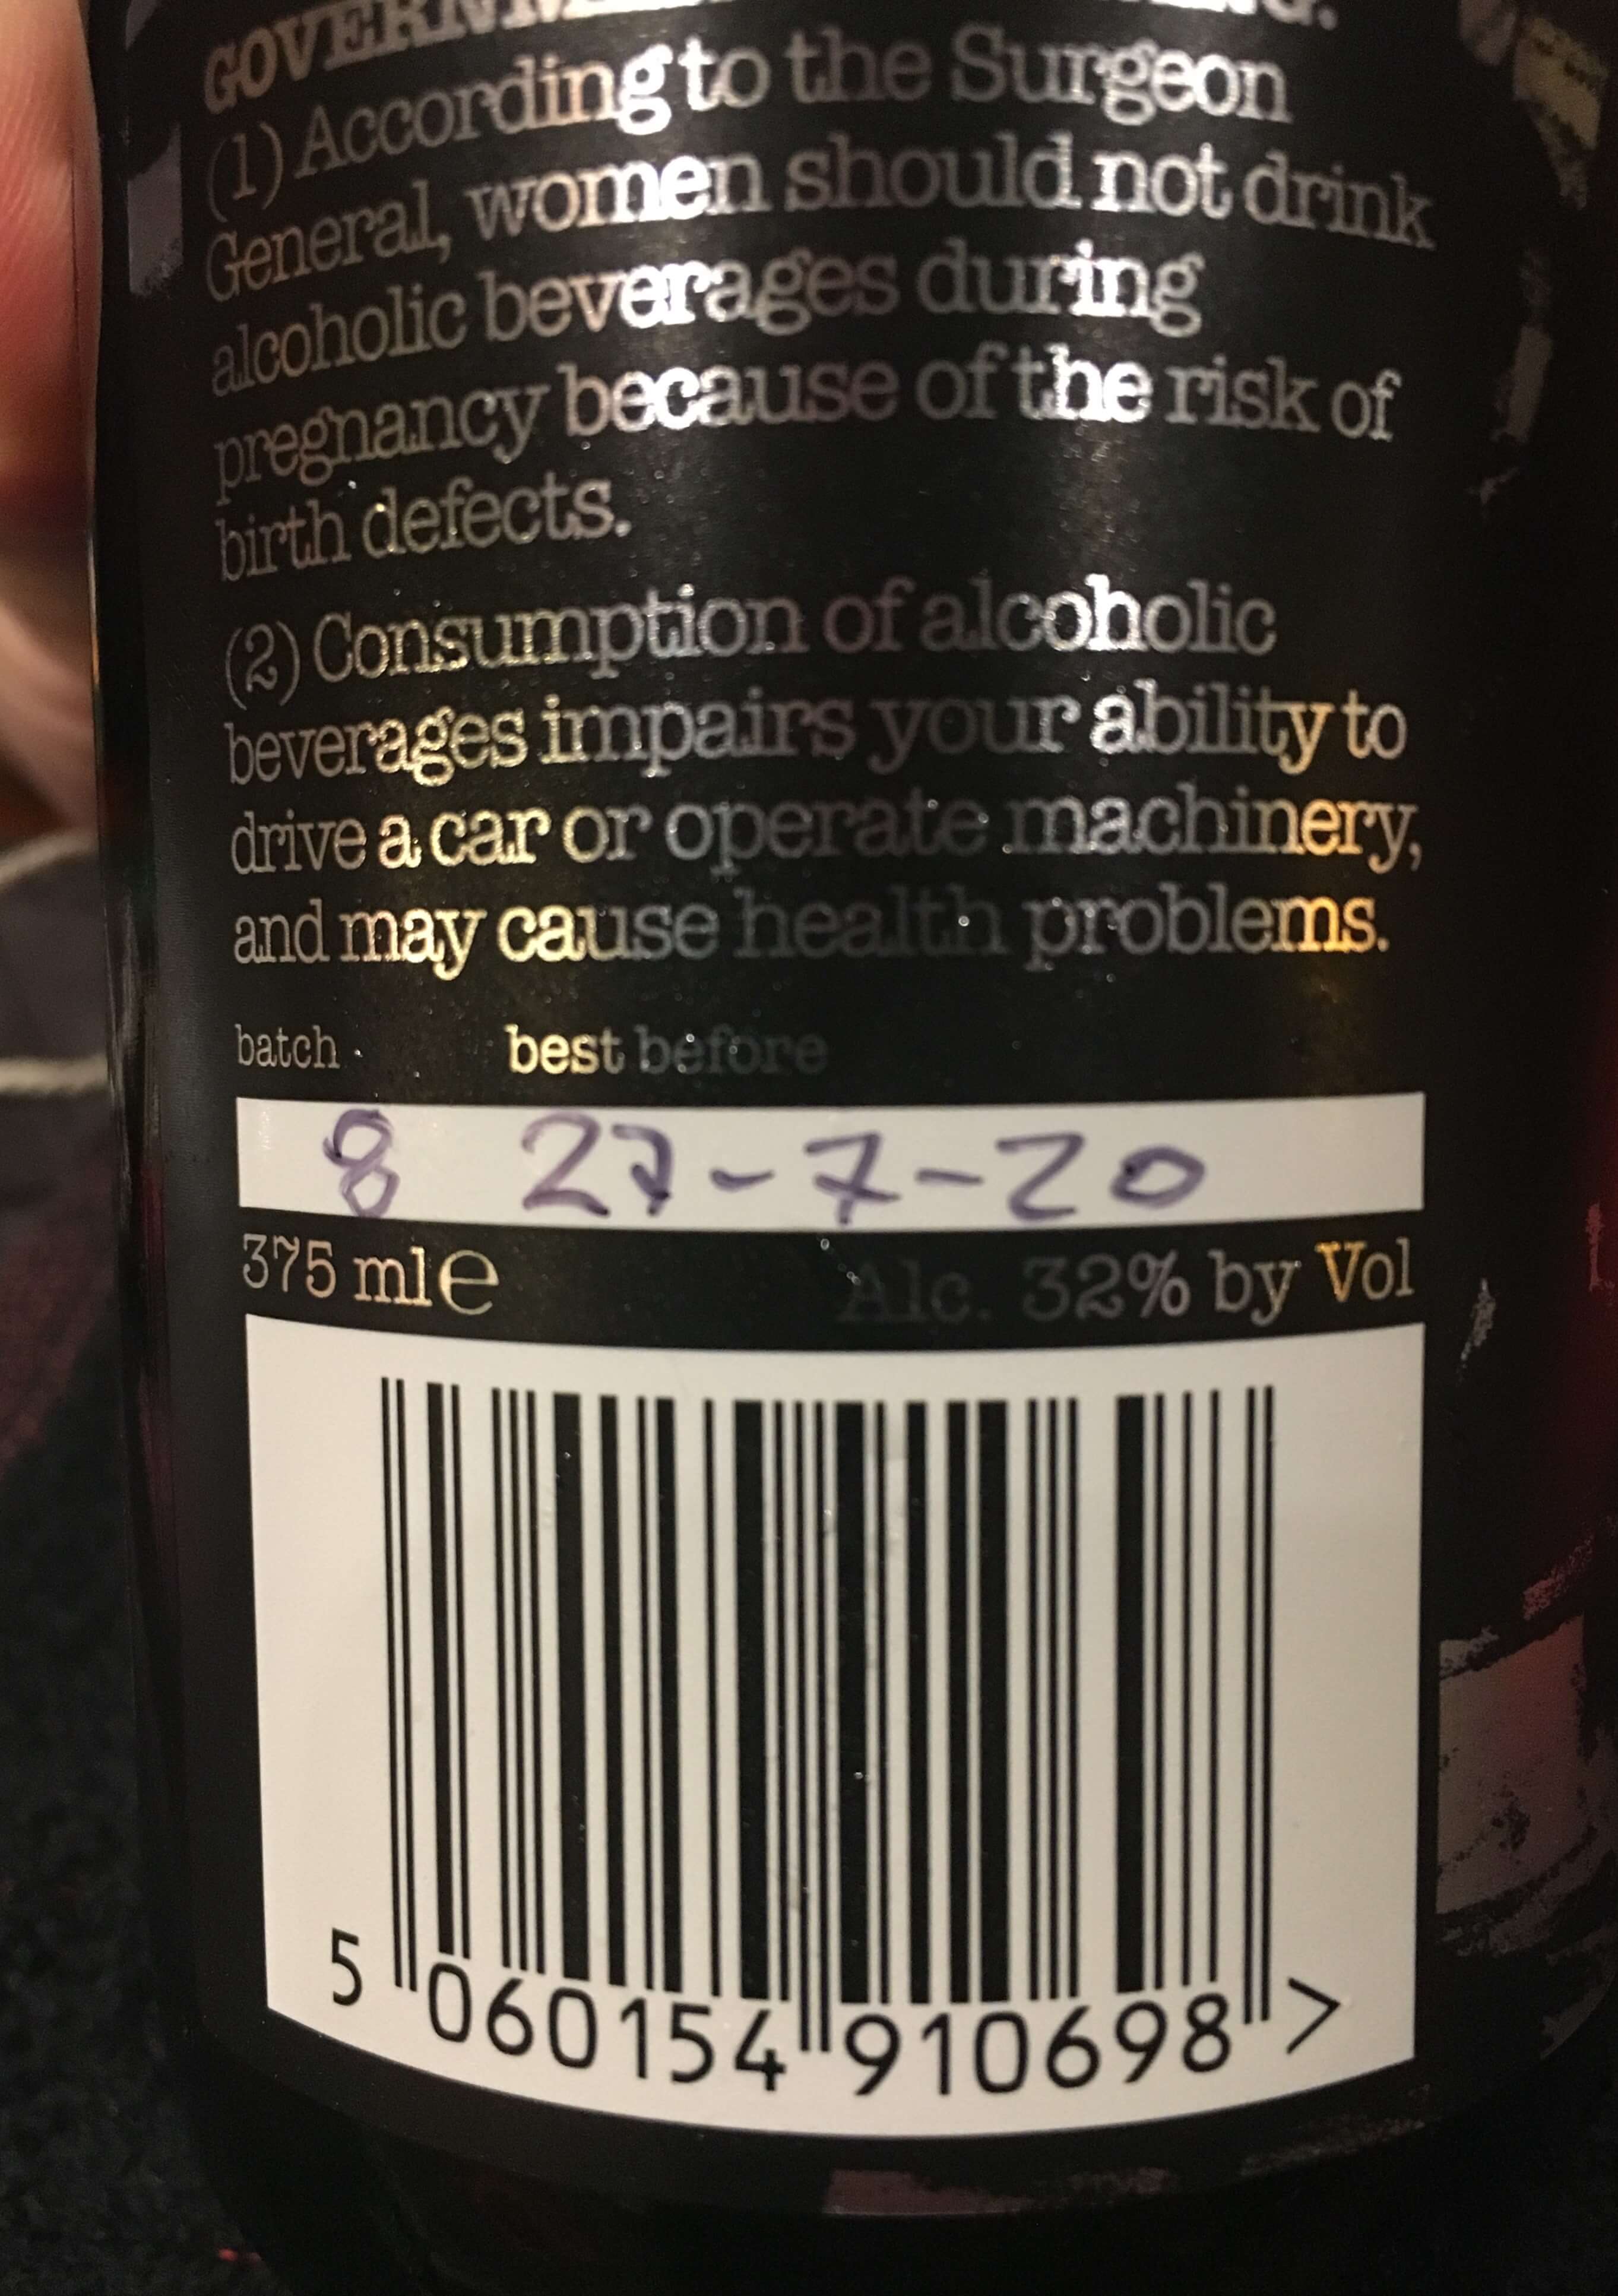 GOVERNMENT WARNING:
(1) According to the Surgeon
General, women should not drink
alcoholic beverages during
pregnancy because of the risk of
birth defects.
(2) Consumption of alcoholic
beverages impairs your ability to
drive a car or operate machinery,
and may cause health problems.
batch best before
8 27-7-20
375 ml e Alc. 32% by Vol
5 060154 910698 >